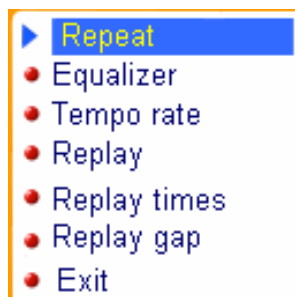 Repeat
Equalizer
Tempo rate
Replay
Replay times
Replay gap
Exit